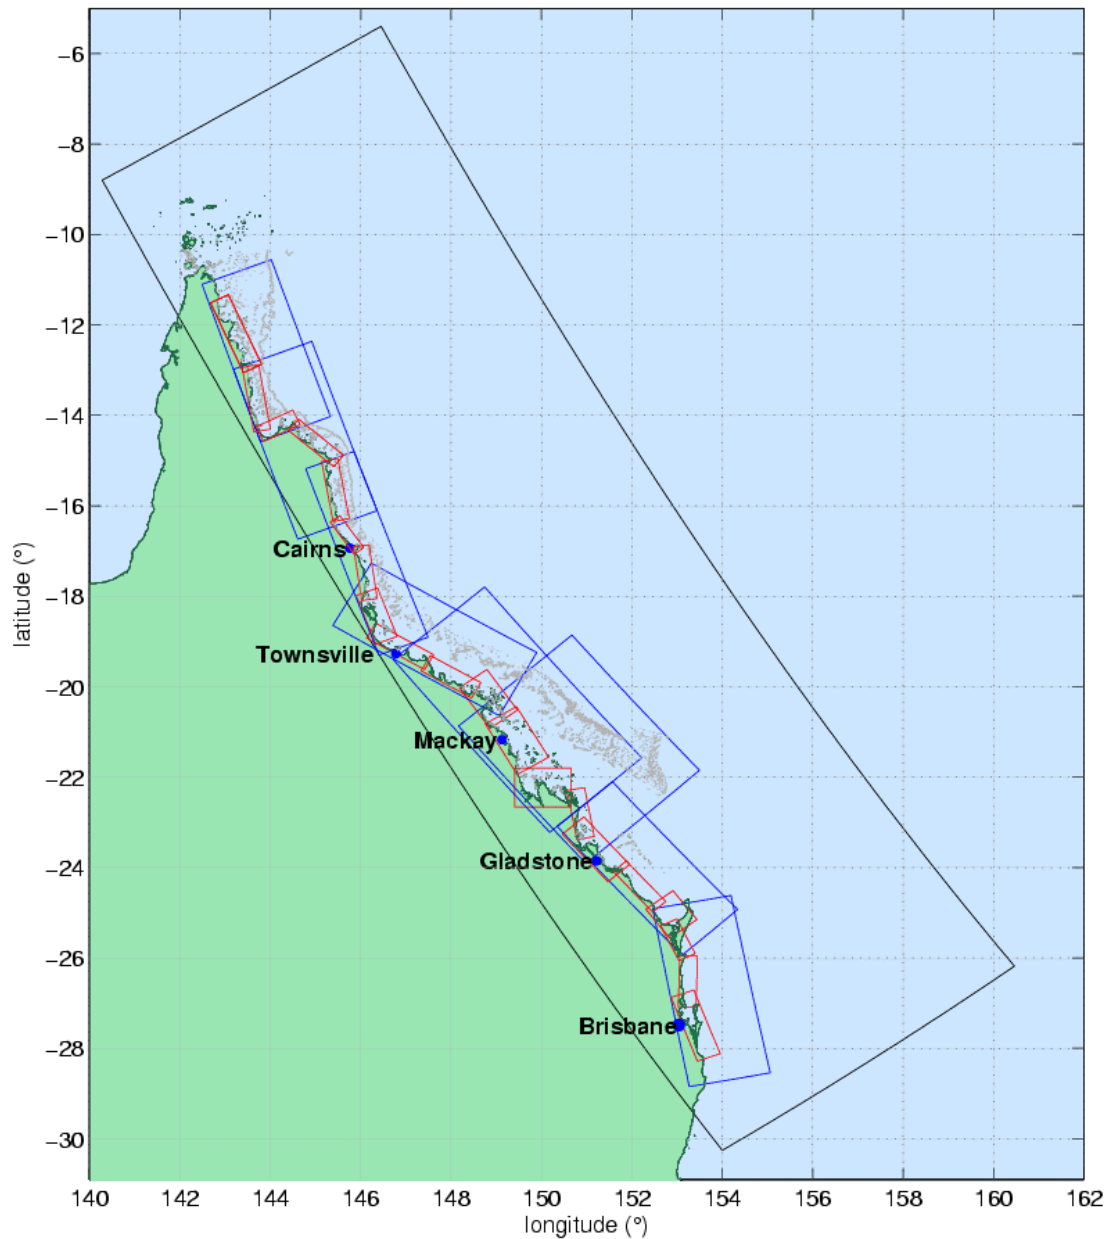 −6
−8
−10
−12
−14
−16
Cairns
−18
Townsville
−20
Mackay
−22
Gladstone
−24
−26
Brisbane
−28
−30
140 142 144 146 148 150 152 154 156 158 160 162
longitude (°)
latitude (°)